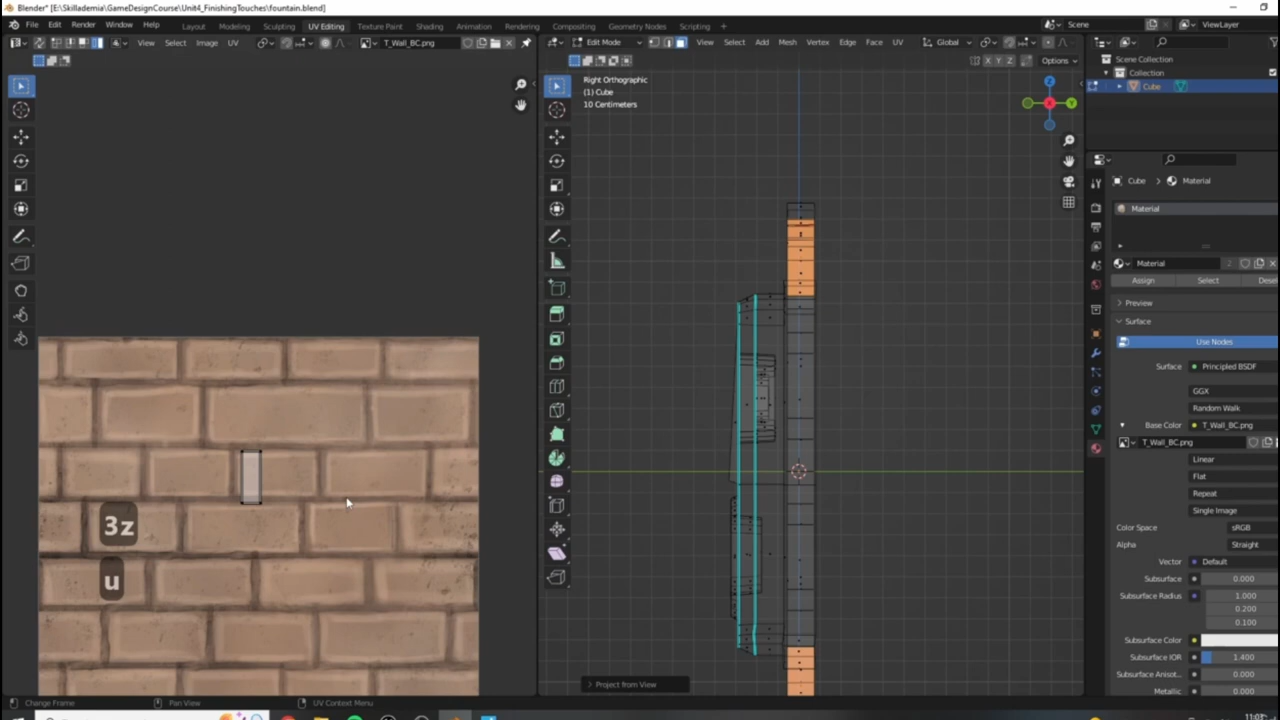 Blender* [E:\Skillademia\GameDesignCourse\Unit4_FinishingTouches\fountain.blend]
File Edit Render Window Help Layout Modeling Sculpting UV Editing Texture Paint Shading Animation Rendering Compositing Geometry Nodes Scripting Scene ViewLayer
View Select Image UV T_Wall_BC.png Edit Mode View Select Add Mesh Vertex Edge Face UV Global
X Y Z Options
Scene Collection
Collection
Cube
Right Orthographic
(1) Cube
10 Centimeters
Cube > Material
Material
Material 2
Assign Select
Preview
Surface
Use Nodes
Surface Principled BSDF
GGX
Random Walk
Base Color T_Wall_BC.png
T_Wall_BC.png
Linear
Flat
Repeat
Single Image
Color Space sRGB
Alpha Straight
Vector Default
Subsurface 0.000
Subsurface Radius 1.000
0.200
0.100
Subsurface Color
Subsurface IOR 1.400
Subsurface Anisot.. 0.000
Metallic 0.000
3z
u
> Project from View
Change Frame Pan View UV Context Menu